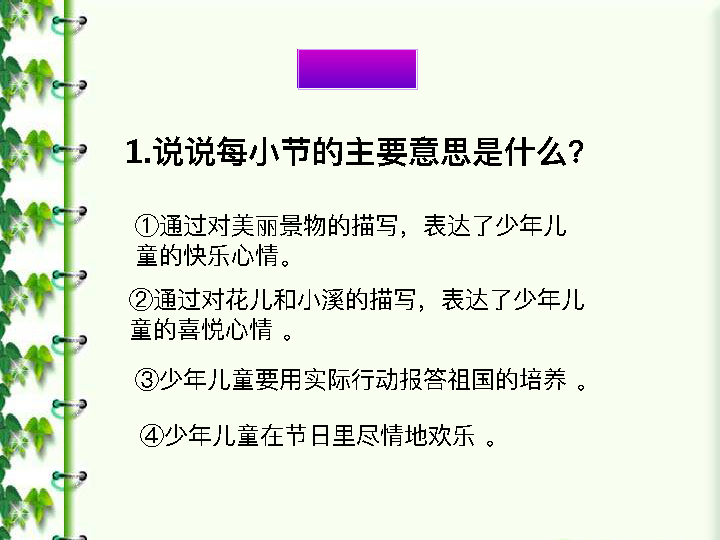 1.说说每小节的主要意思是什么?
①通过对美丽景物的描写，表达了少年儿
童的快乐心情。
②通过对花儿和小溪的描写，表达了少年儿
童的喜悦心情 。
③少年儿童要用实际行动报答祖国的培养 。
④少年儿童在节日里尽情地欢乐 。